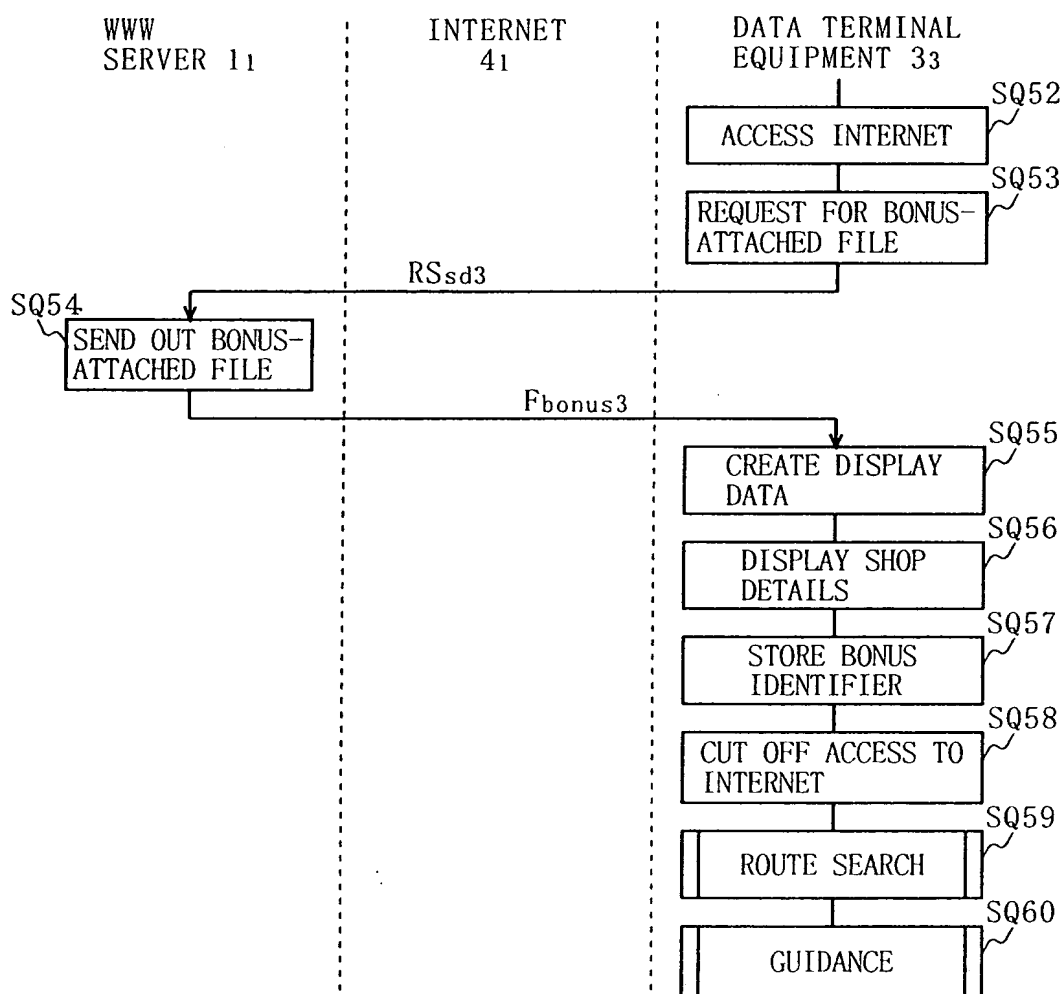 WWW
SERVER 11
INTERNET
41
DATA TERMINAL
EQUIPMENT 33
SQ52
ACCESS INTERNET
SQ53
REQUEST FOR BONUS-
ATTACHED FILE
RSsd3
SQ54
SEND OUT BONUS-
ATTACHED FILE
Fbonus3
SQ55
CREATE DISPLAY
DATA
SQ56
DISPLAY SHOP
DETAILS
SQ57
STORE BONUS
IDENTIFIER
SQ58
CUT OFF ACCESS TO
INTERNET
SQ59
ROUTE SEARCH
SQ60
GUIDANCE